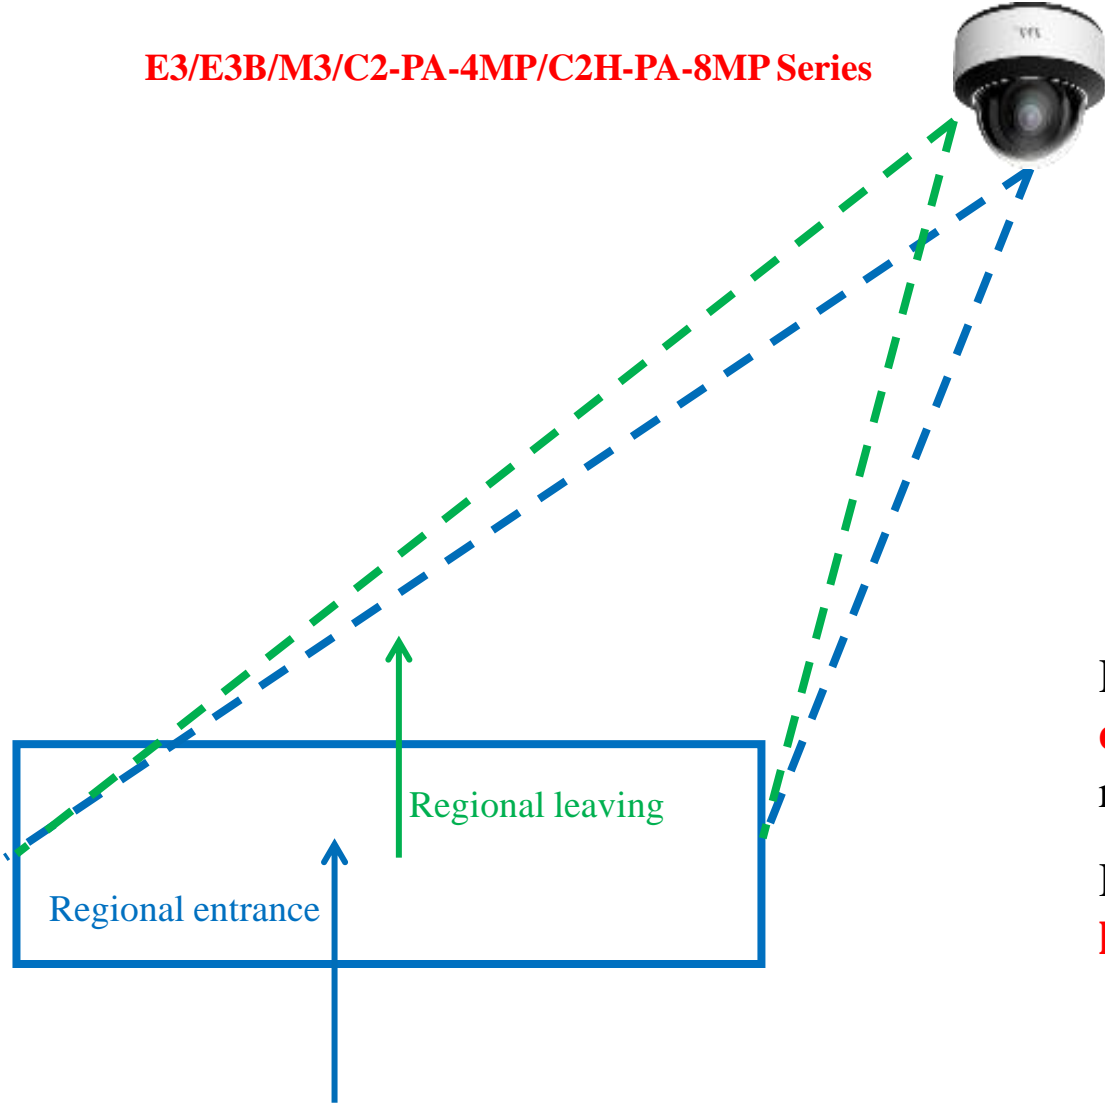 E3/E3B/M3/C2-PA-4MP/C2H-PA-8MP Series
Regional leaving
Regional entrance